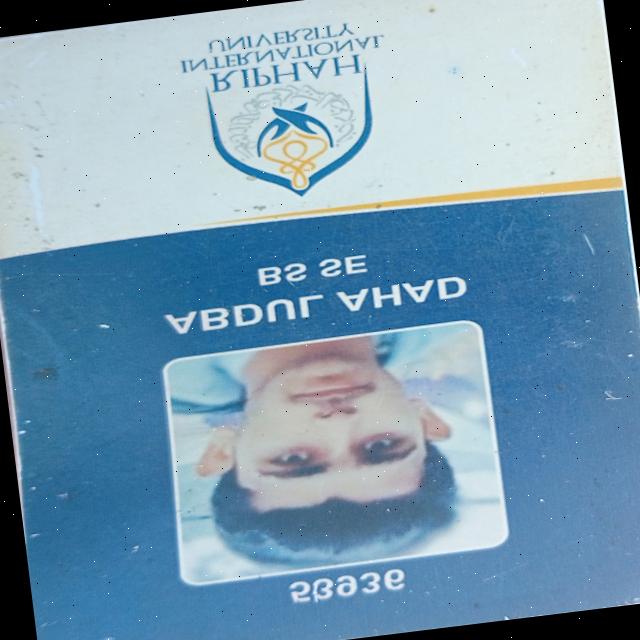 ABDUL AHAD
BS SE
RIPHAH
INTERNATIONAL
UNIVERSITY